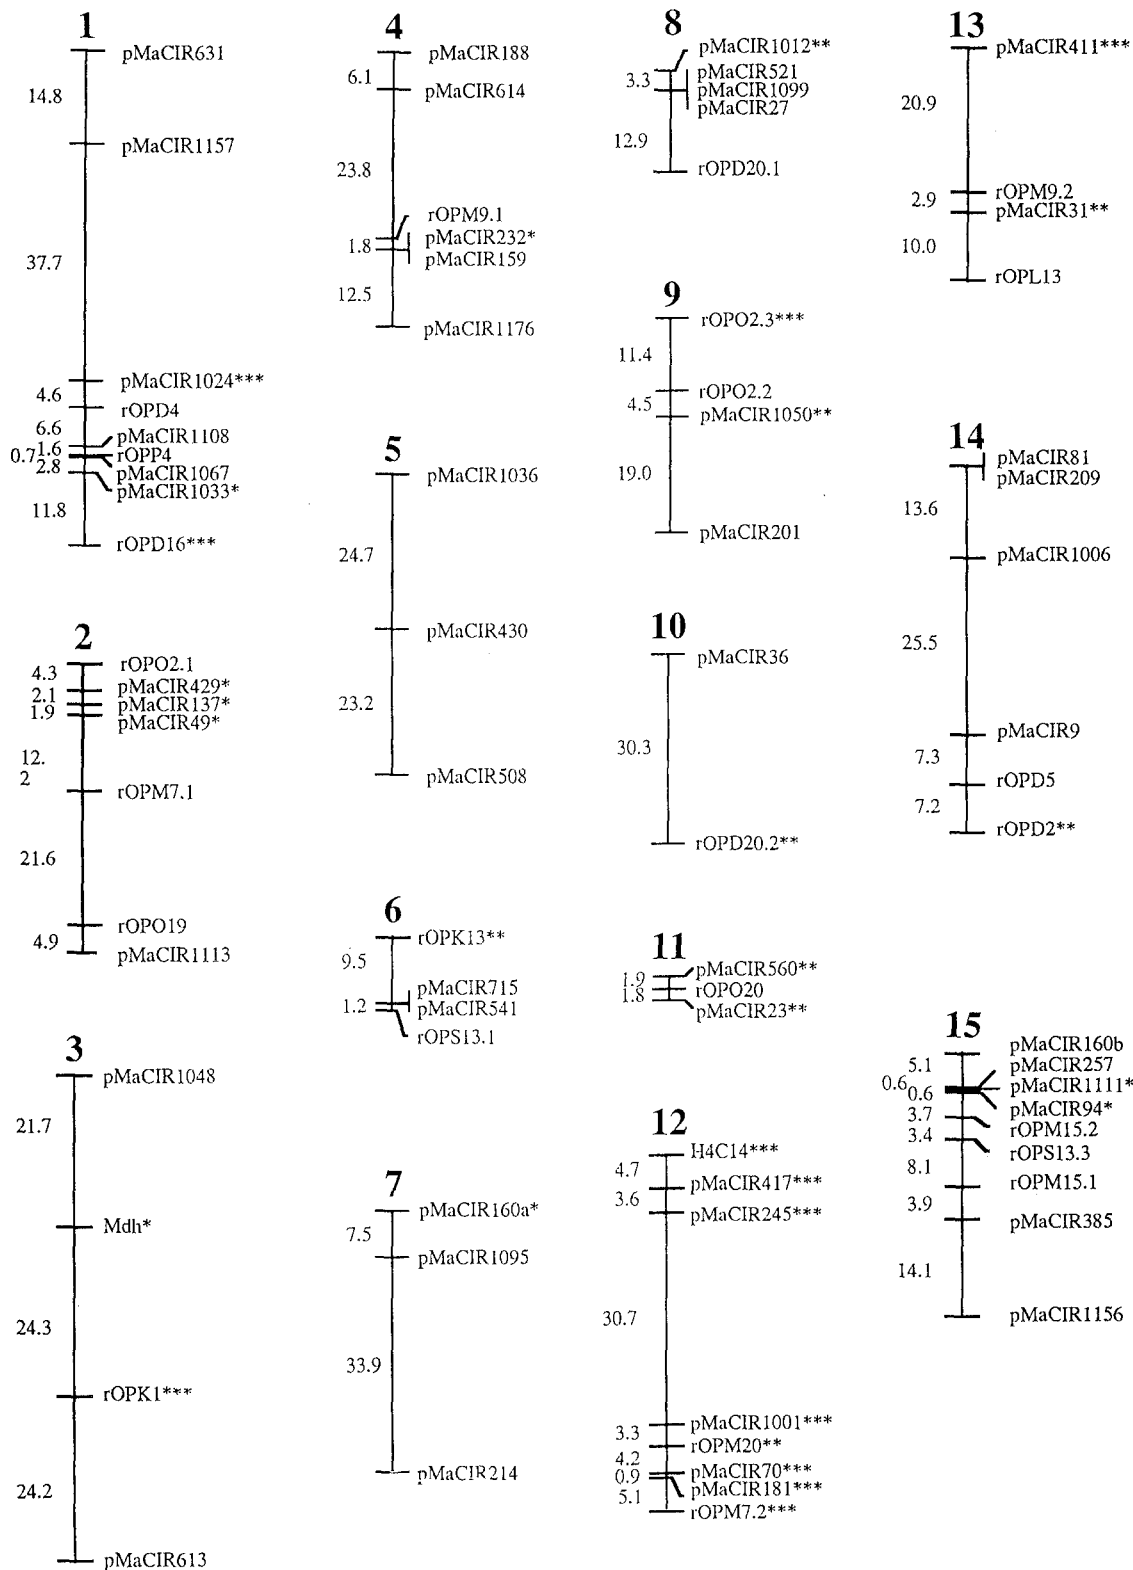 1
pMaCIR631
14.8
pMaCIR1157
37.7
pMaCIR1024***
4.6
rOPD4
6.6
pMaCIR1108
1.6
rOPP4
0.7
pMaCIR1067
2.8
pMaCIR1033*
11.8
rOPD16***
2
rOPO2.1
4.3
pMaCIR429*
2.1
pMaCIR137*
1.9
pMaCIR49*
12.
2
rOPM7.1
21.6
rOPO19
4.9
pMaCIR1113
3
pMaCIR1048
21.7
Mdh*
24.3
rOPK1***
24.2
pMaCIR613
4
pMaCIR188
6.1
pMaCIR614
23.8
rOPM9.1
pMaCIR232*
1.8
pMaCIR159
12.5
pMaCIR1176
5
pMaCIR1036
24.7
pMaCIR430
23.2
pMaCIR508
6
rOPK13**
9.5
pMaCIR715
1.2
pMaCIR541
rOPS13.1
7
pMaCIR160a*
7.5
pMaCIR1095
33.9
pMaCIR214
8
pMaCIR1012**
3.3
pMaCIR521
pMaCIR1099
pMaCIR27
12.9
rOPD20.1
9
rOPO2.3***
11.4
rOPO2.2
4.5
pMaCIR1050**
19.0
pMaCIR201
10
pMaCIR36
30.3
rOPD20.2**
11
pMaCIR560**
1.9
rOPO20
1.8
pMaCIR23**
12
H4C14***
4.7
pMaCIR417***
3.6
pMaCIR245***
30.7
pMaCIR1001***
3.3
rOPM20**
4.2
pMaCIR70***
0.9
pMaCIR181***
5.1
rOPM7.2***
13
pMaCIR411***
20.9
rOPM9.2
2.9
pMaCIR31**
10.0
rOPL13
14
pMaCIR81
pMaCIR209
13.6
pMaCIR1006
25.5
pMaCIR9
7.3
rOPD5
7.2
rOPD2**
15
pMaCIR160b
5.1
pMaCIR257
0.6
pMaCIR1111*
0.6
pMaCIR94*
3.7
rOPM15.2
3.4
rOPS13.3
8.1
rOPM15.1
3.9
pMaCIR385
14.1
pMaCIR1156